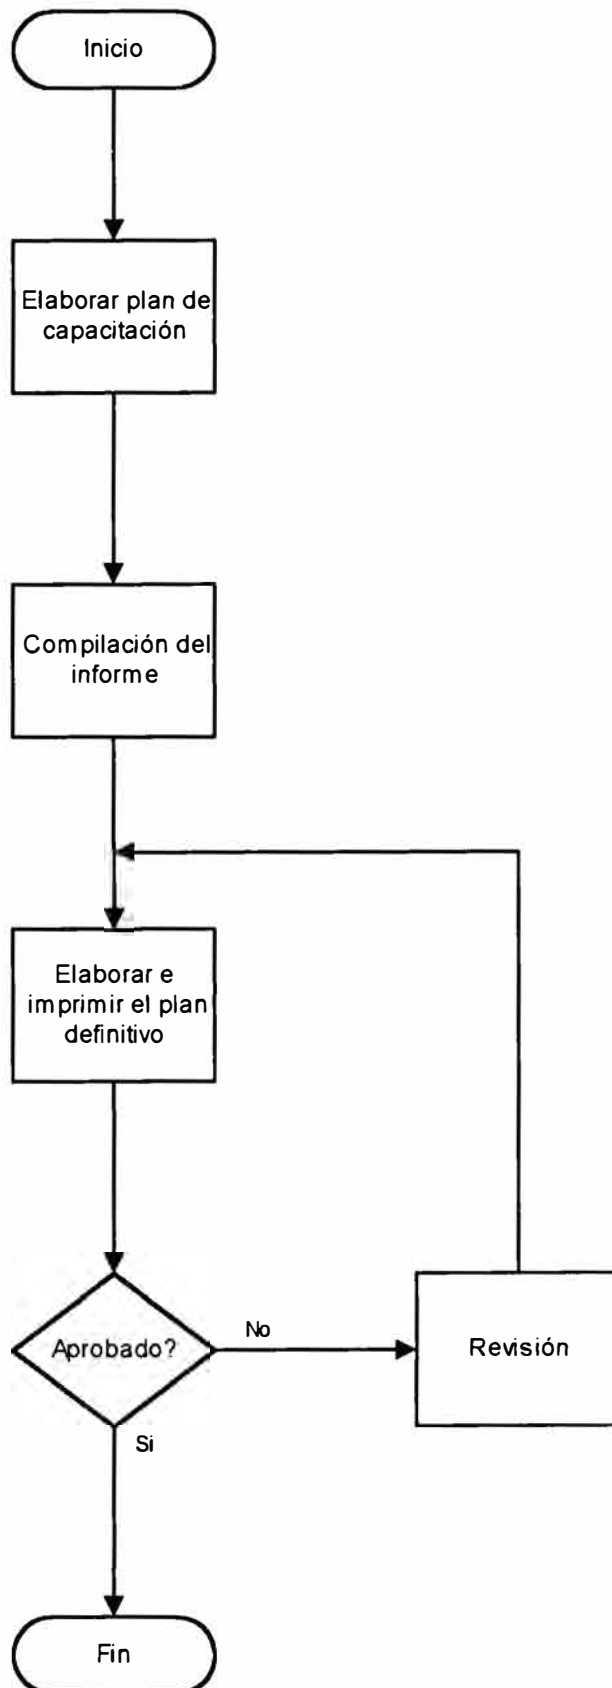 Inicio
Elaborar plan de
capacitación
Compilación del
informe
Elaborar e
imprimir el plan
definitivo
Aprobado?
No
Revisión
Si
Fin